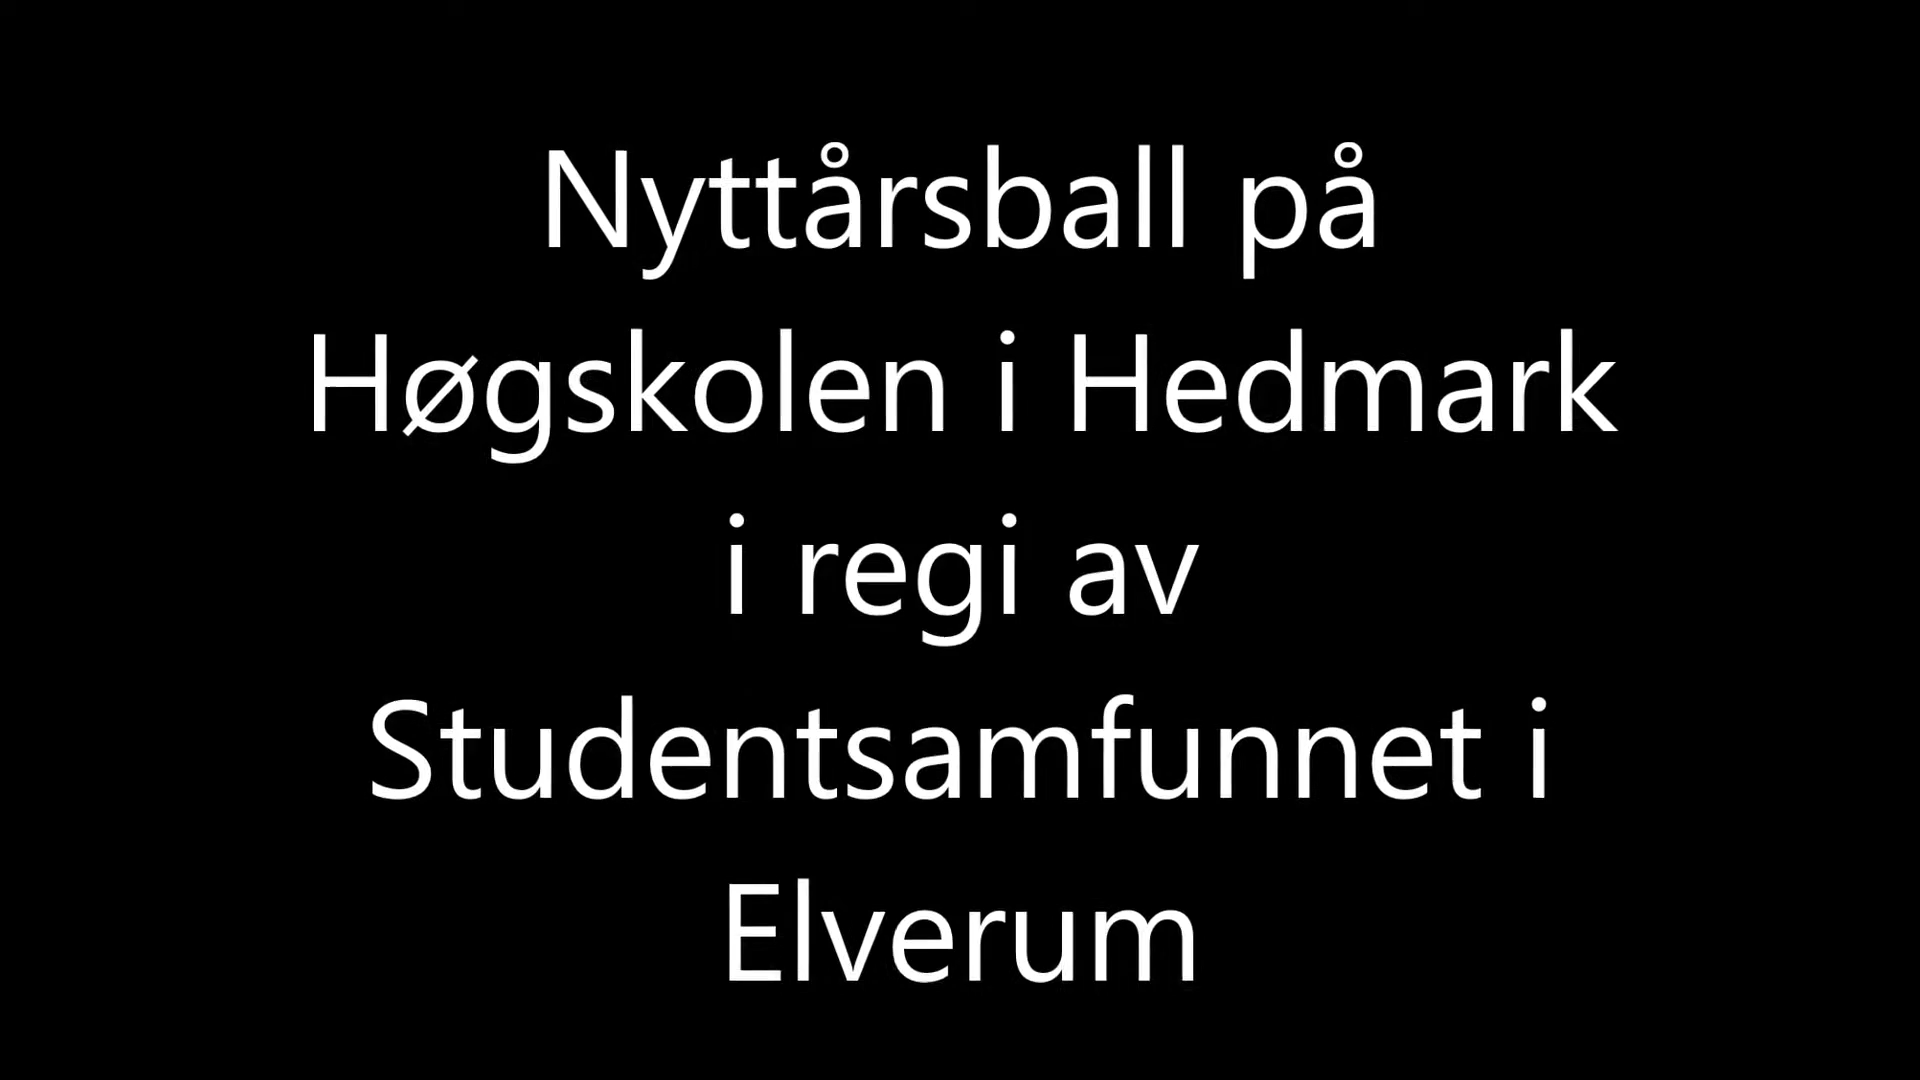 Nyttårsball på
Høgskolen i Hedmark
i regi av
Studentsamfunnet i
Elverum